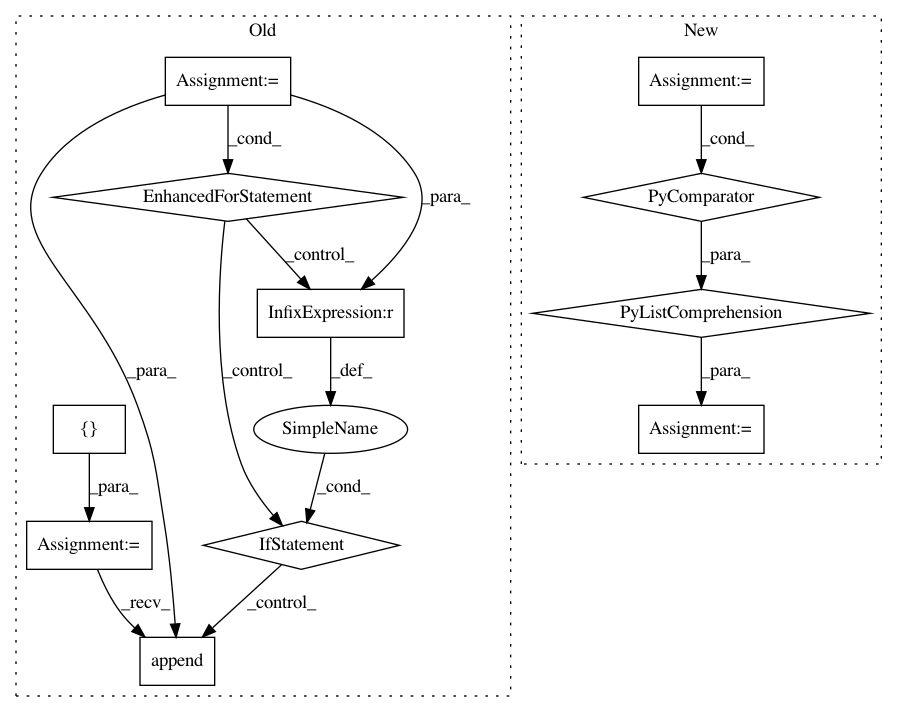 Old
New
Assignment:=
Assignment:=
_cond_
_cond_
EnhancedForStatement
_para_
PyComparator
_control_
_para_
InfixExpression:r
PyListComprehension
_para_
_control_
_def_
_para_
{}
SimpleName
Assignment:=
_para_
_cond_
Assignment:=
IfStatement
_recv_
_control_
append